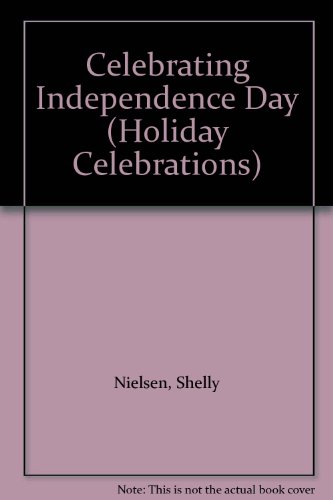 Celebrating
Independence Day
(Holiday
Celebrations)
Nielsen, Shelly
Note: This is not the actual book cover